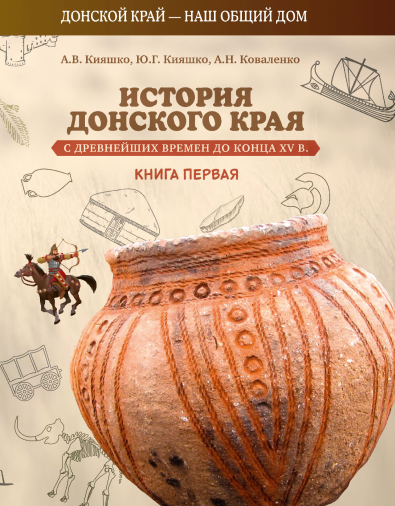 ДОНСКОЙ КРАЙ — НАШ ОБЩИЙ ДОМ
А.В. Кияшко, Ю.Г. Кияшко, А.Н. Коваленко
ИСТОРИЯ
ДОНСКОГО КРАЯ
С ДРЕВНЕЙШИХ ВРЕМЕН ДО КОНЦА XV В.
КНИГА ПЕРВАЯ